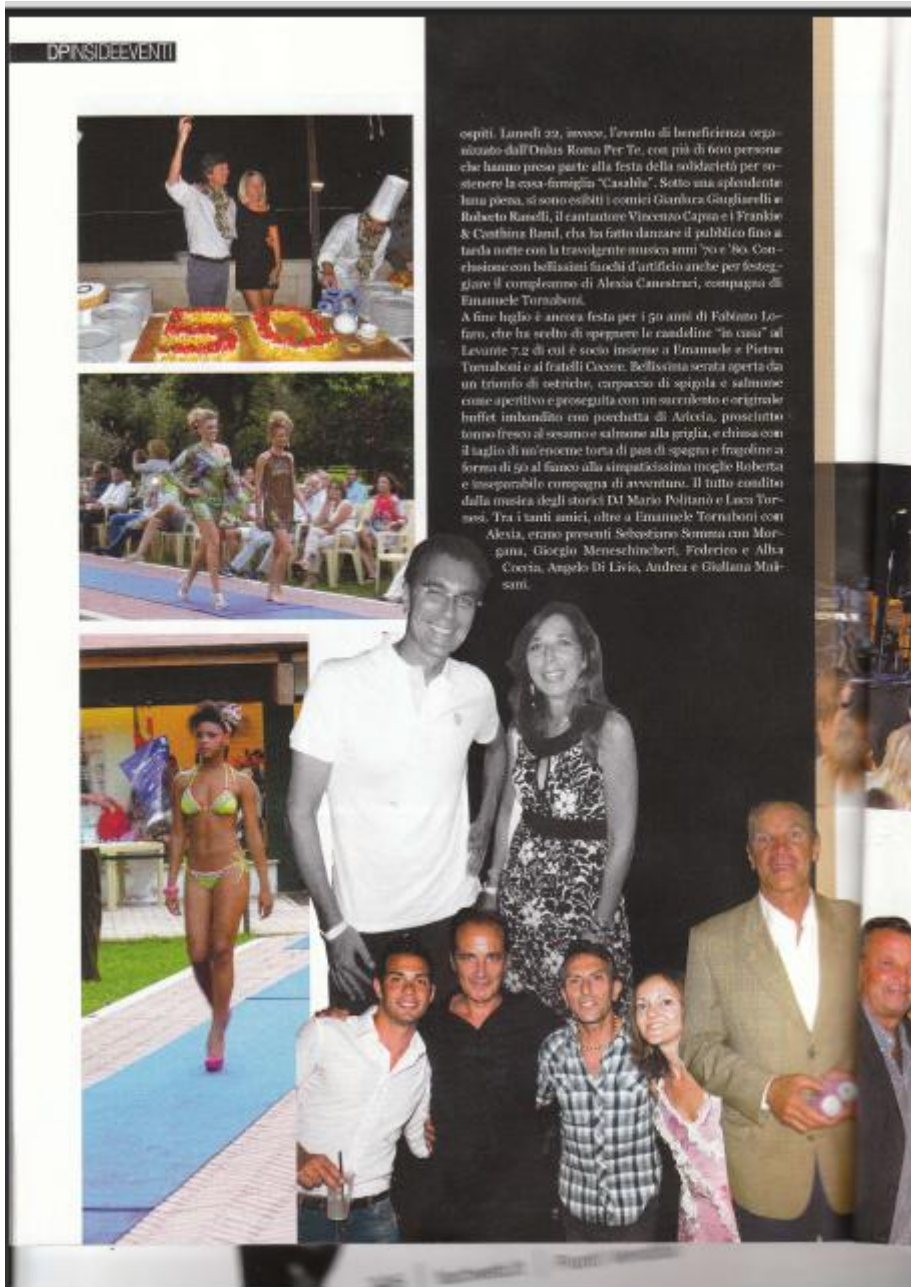 DPINSIDEEVENTI
ospiti. Lunedì 22, invece, l'evento di beneficienza orga-
nizzato dall'Onlus Roma Per Te, con più di 600 persone
che hanno preso parte alla festa della solidarietà per so-
stenere la casa-famiglia "Casablu". Sotto una splendente
luna piena, si sono esibiti i comici Gianluca Giugliarelli e
Roberto Ranelli, il cantautore Vincenzo Capua e i Frankie
& Canthina Band, cha ha fatto danzare il pubblico fino a
tarda notte con la travolgente musica anni '70 e '80. Con-
clusione con bellissimi fuochi d'artificio anche per festeg-
giare il compleanno di Alexia Canestrari, compagna di
Emanuele Tornaboni.
A fine luglio è ancora festa per i 50 anni di Fabiano Lo-
faro, che ha scelto di spegnere le candeline "in casa" al
Levante 7.2 di cui è socio insieme a Emanuele e Pietro
Tornaboni e ai fratelli Cecere. Bellissima serata aperta da
un trionfo di ostriche, carpaccio di spigola e salmone
come aperitivo e proseguita con un succulento e originale
buffet imbandito con porchetta di Ariccia, prosciutto
tonno fresco al sesamo e salmone alla griglia, e chiusa con
il taglio di un'enorme torta di pan di spagno e fragoline a
forma di 50 al fianco alla simpaticissima moglie Roberta
e inseparabile compagna di avventure. Il tutto condito
dalla musica degli storici DJ Mario Politanò e Luca Tor-
nesi. Tra i tanti amici, oltre a Emanuele Tornaboni con
Alexia, erano presenti Sebastiano Somma con Mor-
gana, Giorgio Meneschincheri, Federico e Alba
Coccia, Angelo Di Livio, Andrea e Giuliana
sani.
50